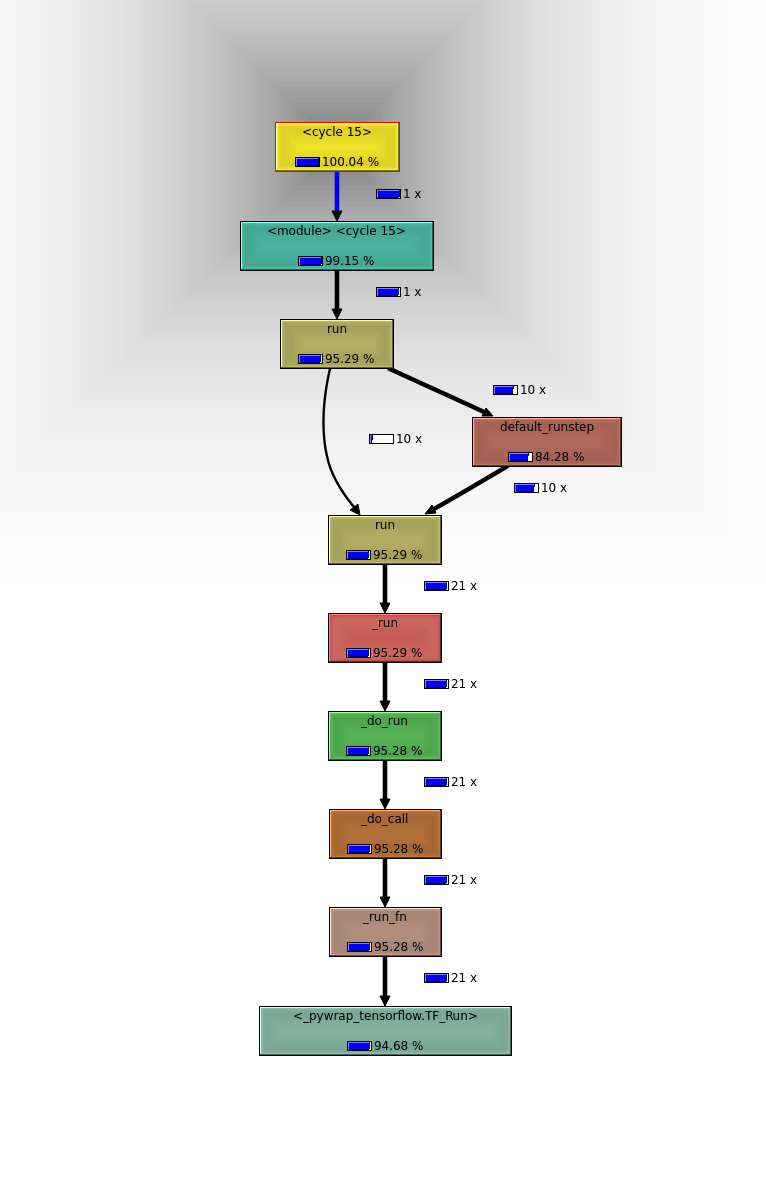 <cycle 15>
100.04 %
1 x
<module> <cycle 15>
99.15 %
1 x
run
95.29 %
10 x
default_runstep
10 x
84.28 %
10 x
run
95.29 %
21 x
_run
95.29 %
21 x
_do_run
95.28 %
21 x
_do_call
95.28 %
21 x
_run_fn
95.28 %
21 x
<_pywrap_tensorflow.TF_Run>
94.68 %